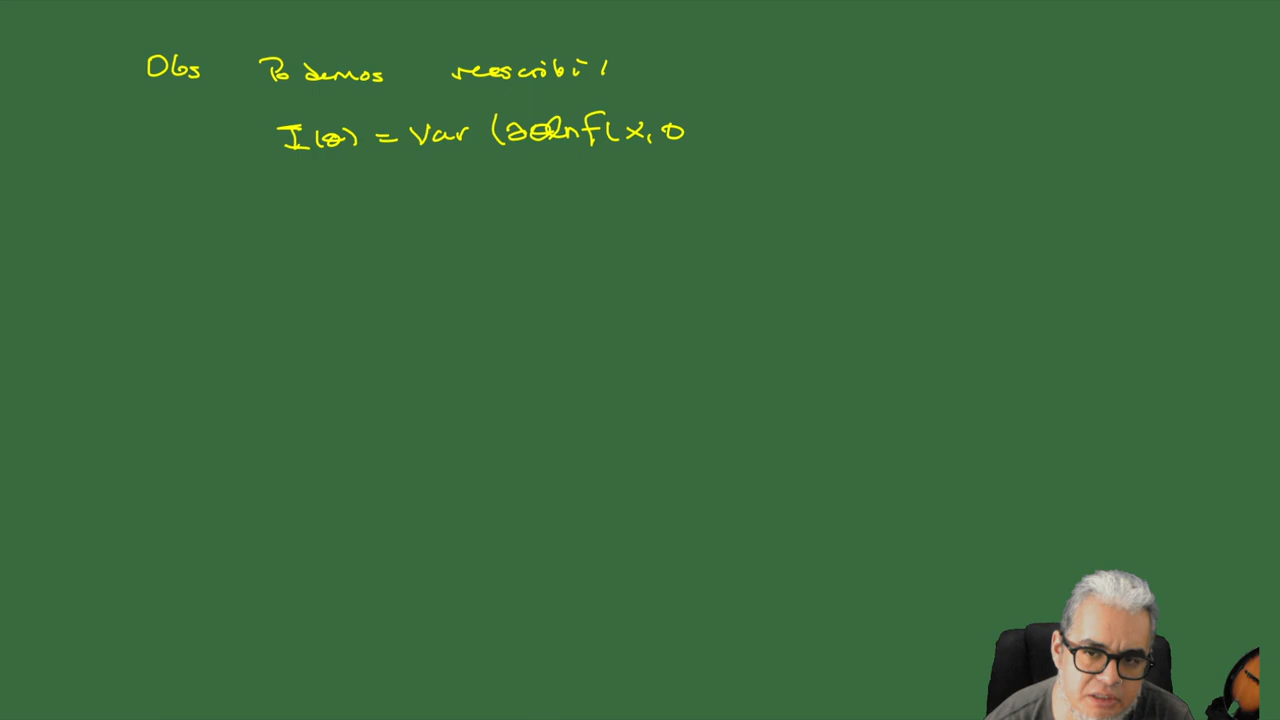 Obs Podemos reescribir
I(θ) = Var (∂θ ln f(x, θ